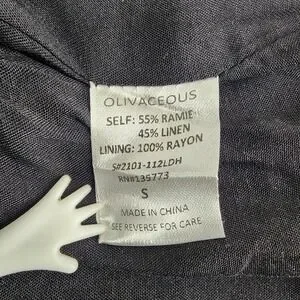 OLIVACEOUS
SELF: 55% RAMIE
45% LINEN
LINING: 100% RAYON
S#2101-112LDH
RN#135773
S
MADE IN CHINA
SEE REVERSE FOR CARE